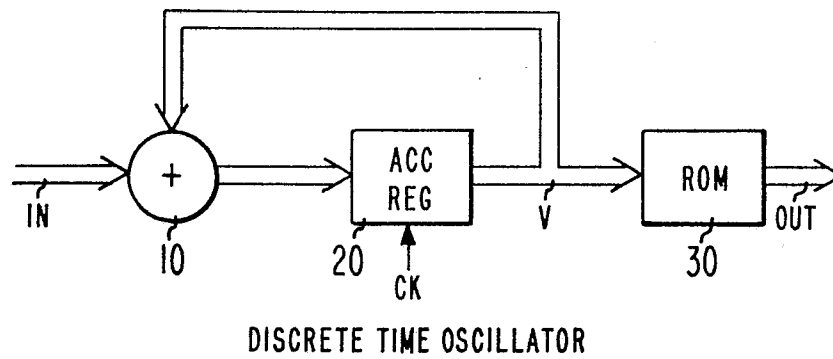 +
ACC
REG
ROM
IN
10
20
CK
V
30
OUT
DISCRETE TIME OSCILLATOR